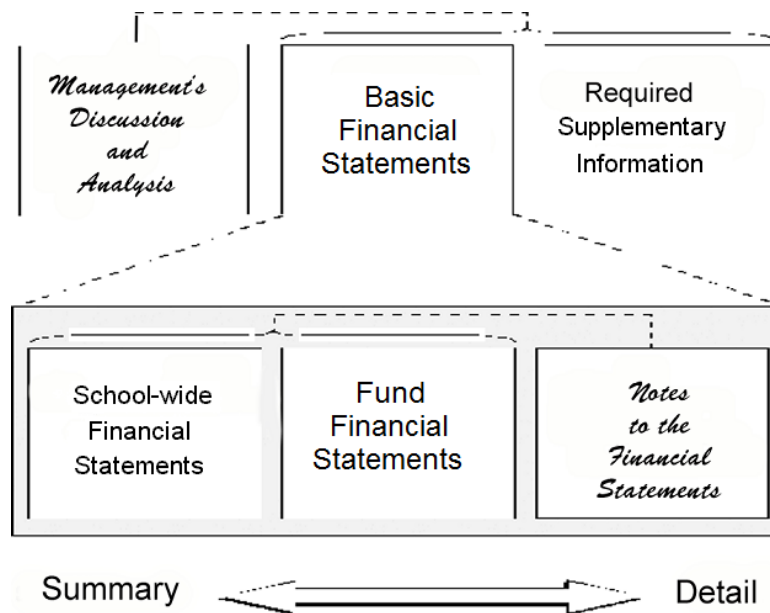 Management's
Discussion
and
Analysis
Basic
Financial
Statements
Required
Supplementary
Information
School-wide
Financial
Statements
Fund
Financial
Statements
Notes
to the
Financial
Statements
Summary
Detail